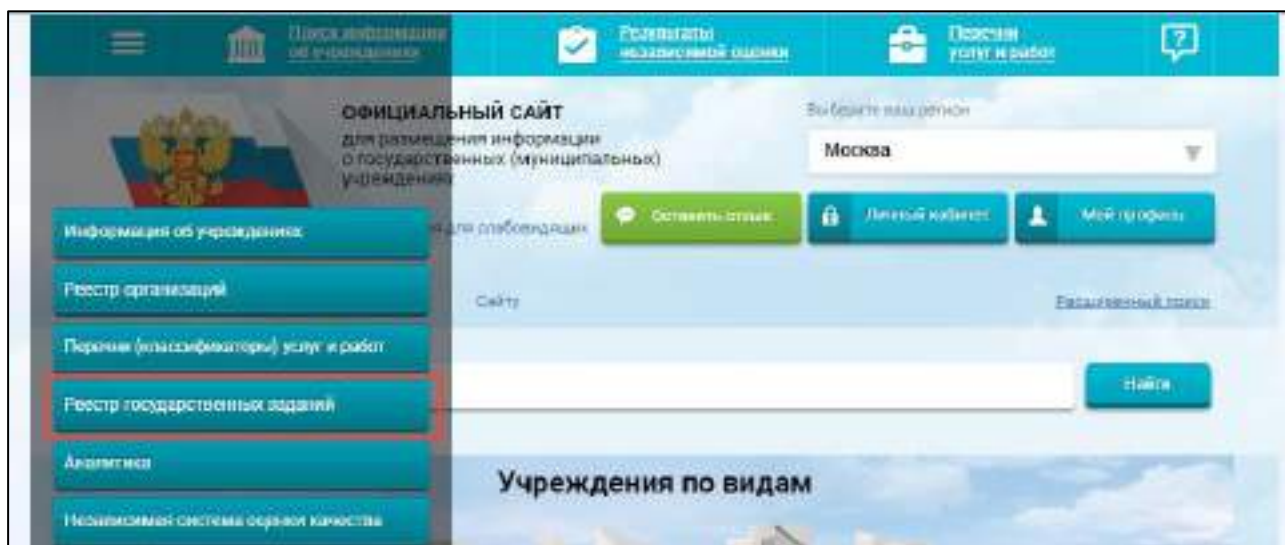 Поиск информации
об учреждениях
Результаты
независимой оценки
Перечни
услуг и работ
?
ОФИЦИАЛЬНЫЙ САЙТ
для размещения информации
о государственных (муниципальных)
учреждениях
Выберите ваш регион
Москва
для слабовидящих
Оставить отзыв
Личный кабинет
Мой профиль
Информация об учреждениях
Реестр организаций
Сайту
Расширенный поиск
Перечни (классификаторы) услуг и работ
Найти
Реестр государственных заданий
Аналитика
Учреждения по видам
Независимая система оценки качества